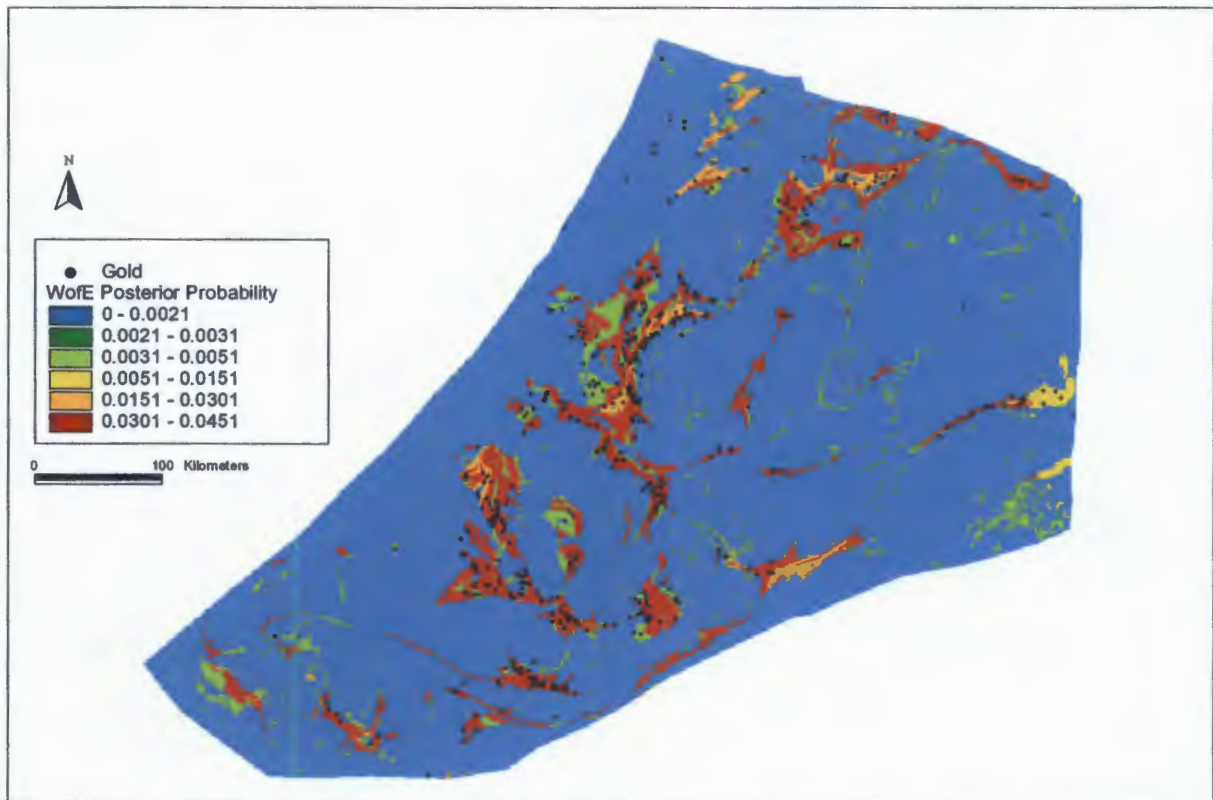 N
Gold
WofE Posterior Probability
0 - 0.0021
0.0021 - 0.0031
0.0031 - 0.0051
0.0051 - 0.0151
0.0151 - 0.0301
0.0301 - 0.0451
0 100 Kilometers